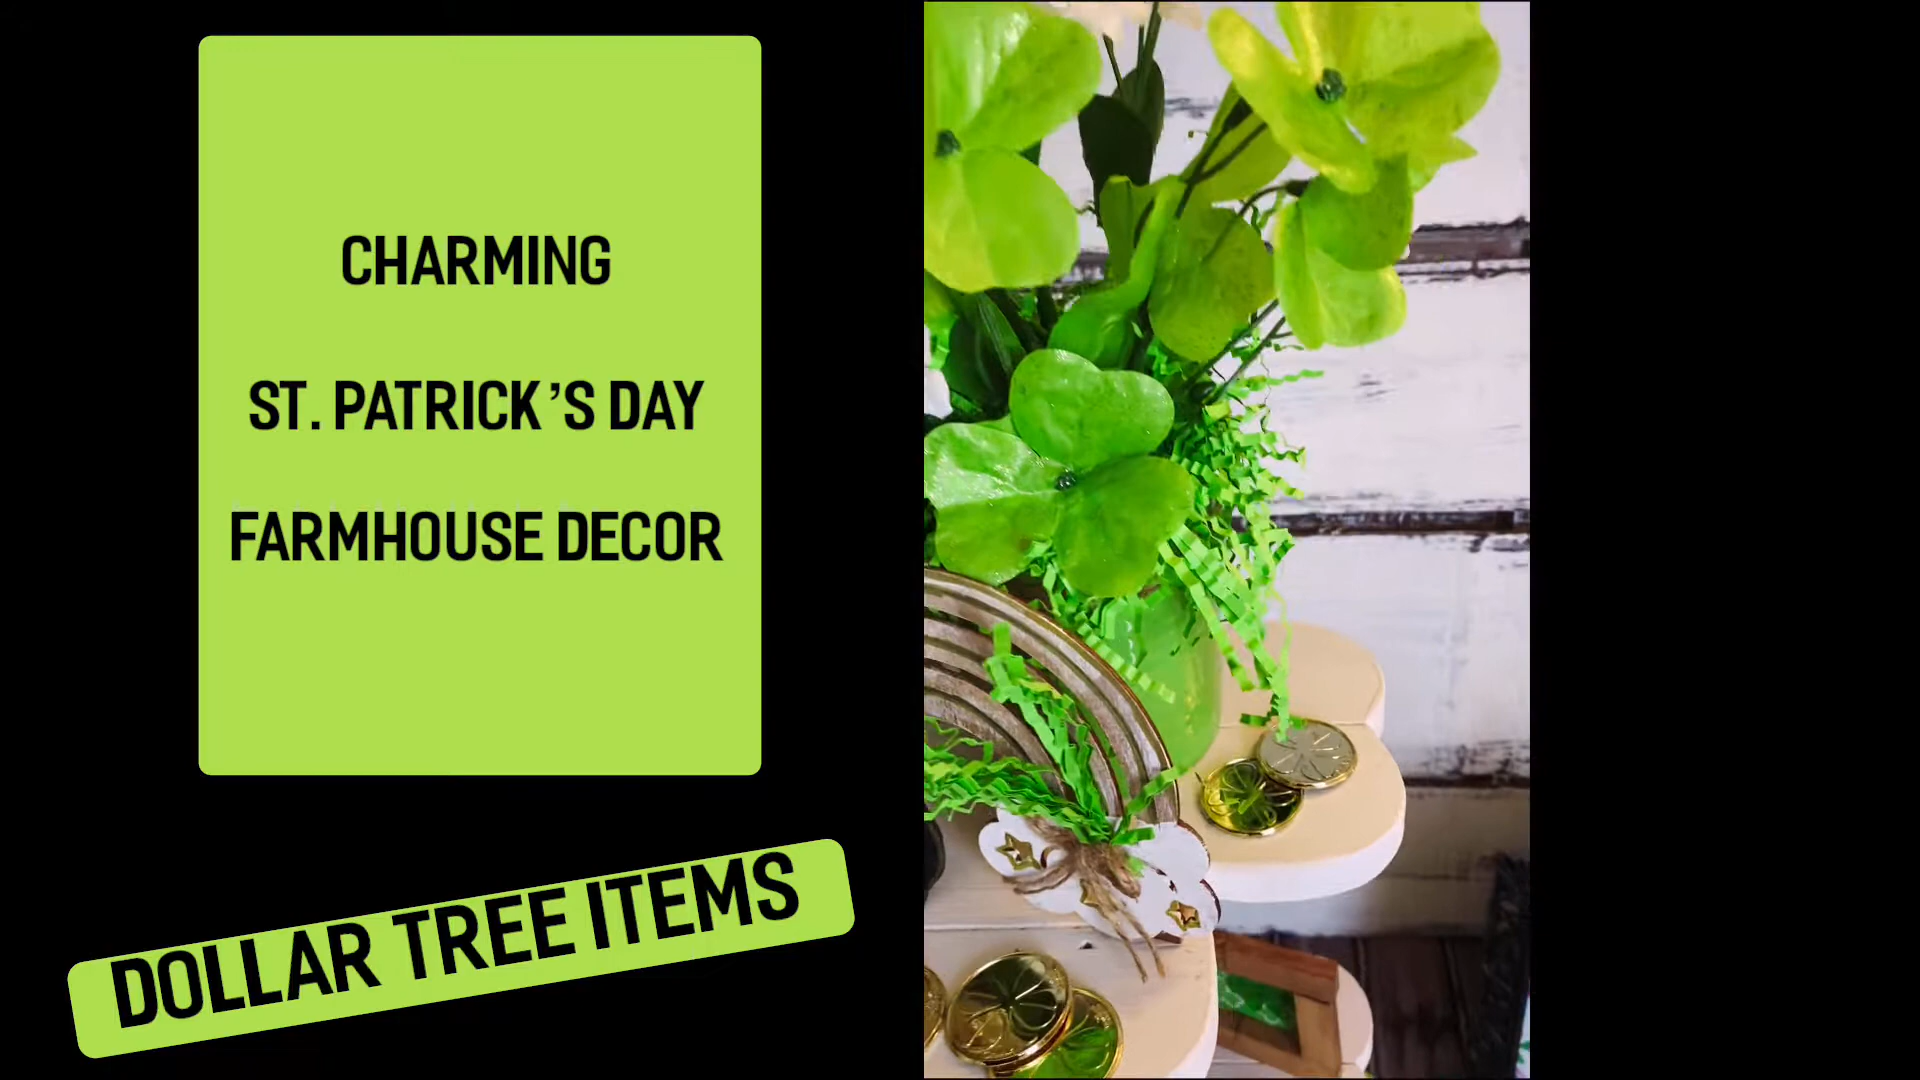 CHARMING
ST. PATRICK'S DAY
FARMHOUSE DECOR
DOLLAR TREE ITEMS